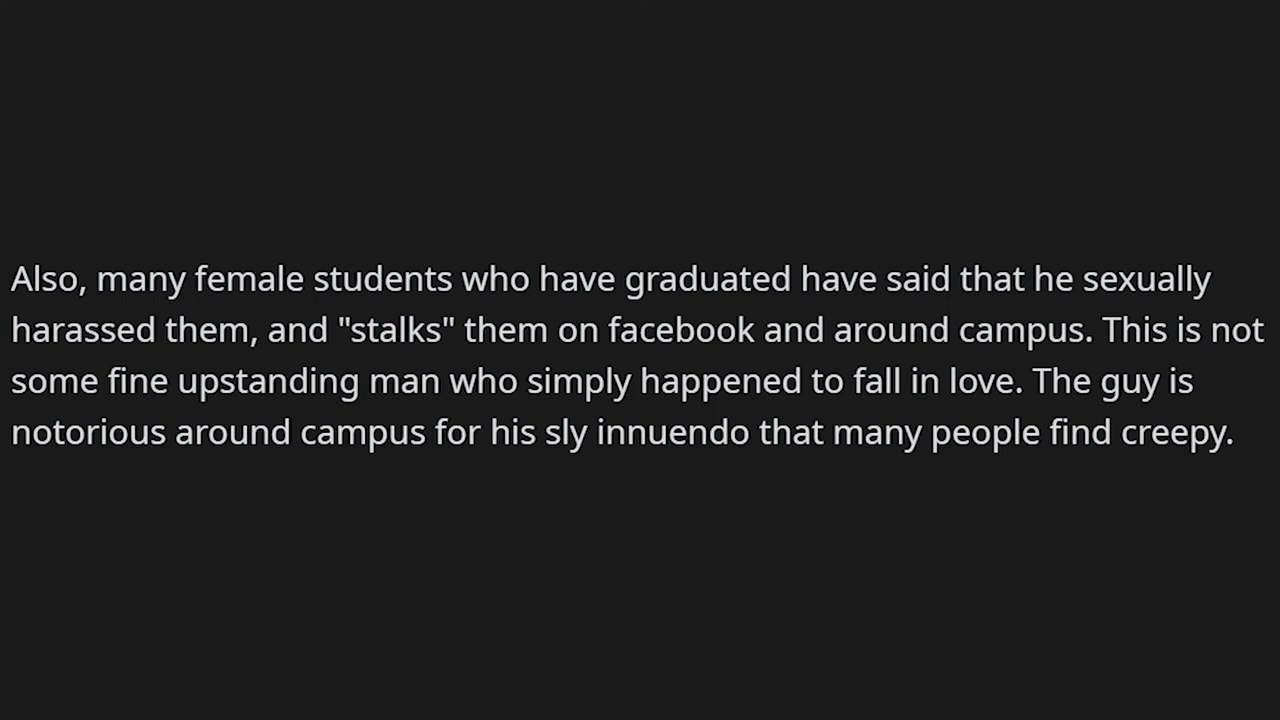 Also, many female students who have graduated have said that he sexually
harassed them, and "stalks" them on facebook and around campus. This is not
some fine upstanding man who simply happened to fall in love. The guy is
notorious around campus for his sly innuendo that many people find creepy.